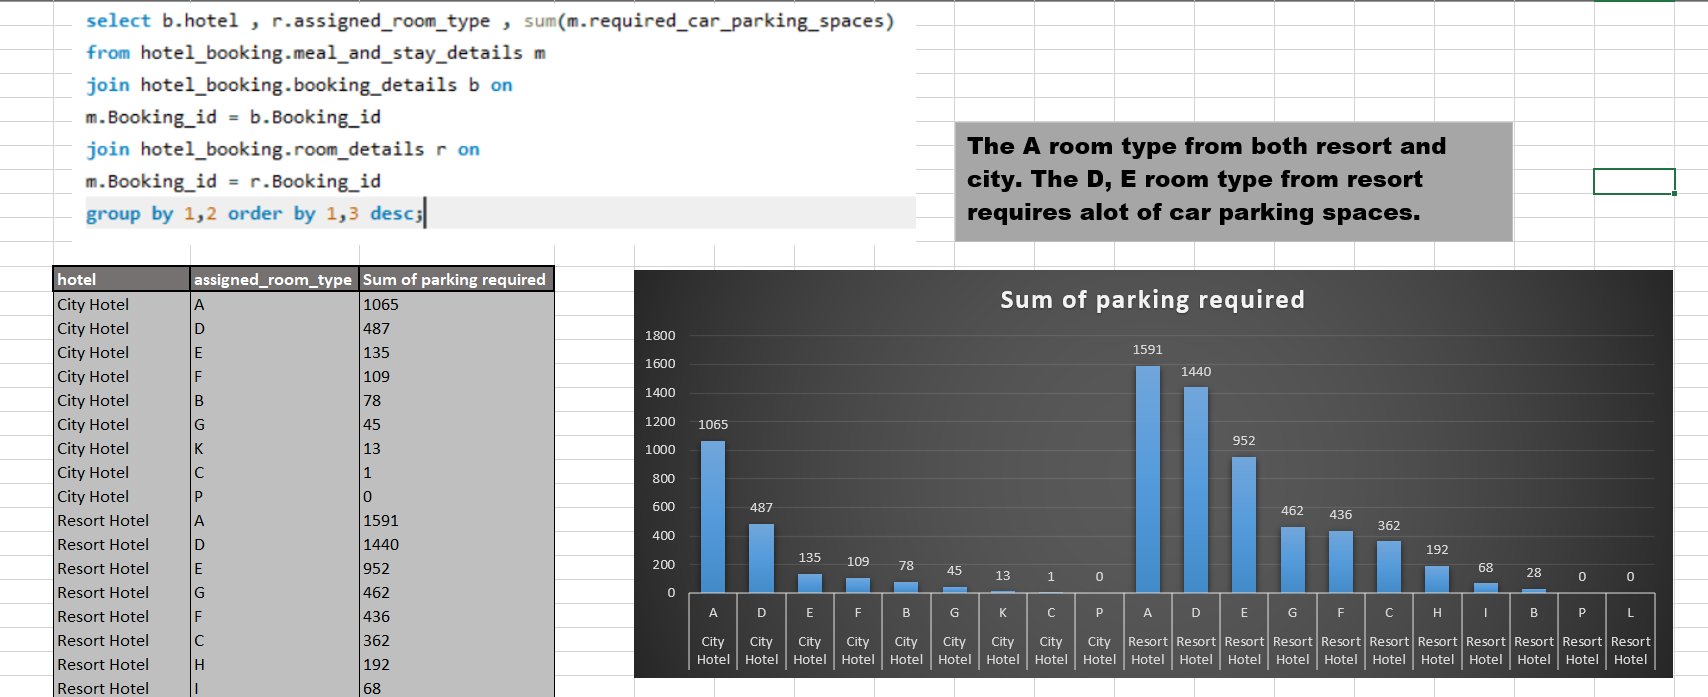 select b.hotel , r.assigned_room_type , sum(m.required_car_parking_spaces)
from hotel_booking.meal_and_stay_details m
join hotel_booking.booking_details b on
m.Booking_id = b.Booking_id
join hotel_booking.room_details r on
m.Booking_id = r.Booking_id
group by 1,2 order by 1,3 desc;
The A room type from both resort and
city. The D, E room type from resort
requires alot of car parking spaces.
hotel assigned_room_type Sum of parking required
City Hotel A 1065
City Hotel D 487
City Hotel E 135
City Hotel F 109
City Hotel B 78
City Hotel G 45
City Hotel K 13
City Hotel C 1
City Hotel P 0
Resort Hotel A 1591
Resort Hotel D 1440
Resort Hotel E 952
Resort Hotel G 462
Resort Hotel F 436
Resort Hotel C 362
Resort Hotel H 192
Resort Hotel I 68
Sum of parking required
1800
1600
1400
1200
1000
800
600
400
200
0
1065 487 135 109 78 45 13 1 0 1591 1440 952 462 436 362 192 68 28 0 0
A D E F B G K C P A D E G F C H I B P L
City City City City City City City City City Resort Resort Resort Resort Resort Resort Resort Resort Resort Resort Resort
Hotel Hotel Hotel Hotel Hotel Hotel Hotel Hotel Hotel Hotel Hotel Hotel Hotel Hotel Hotel Hotel Hotel Hotel Hotel Hotel